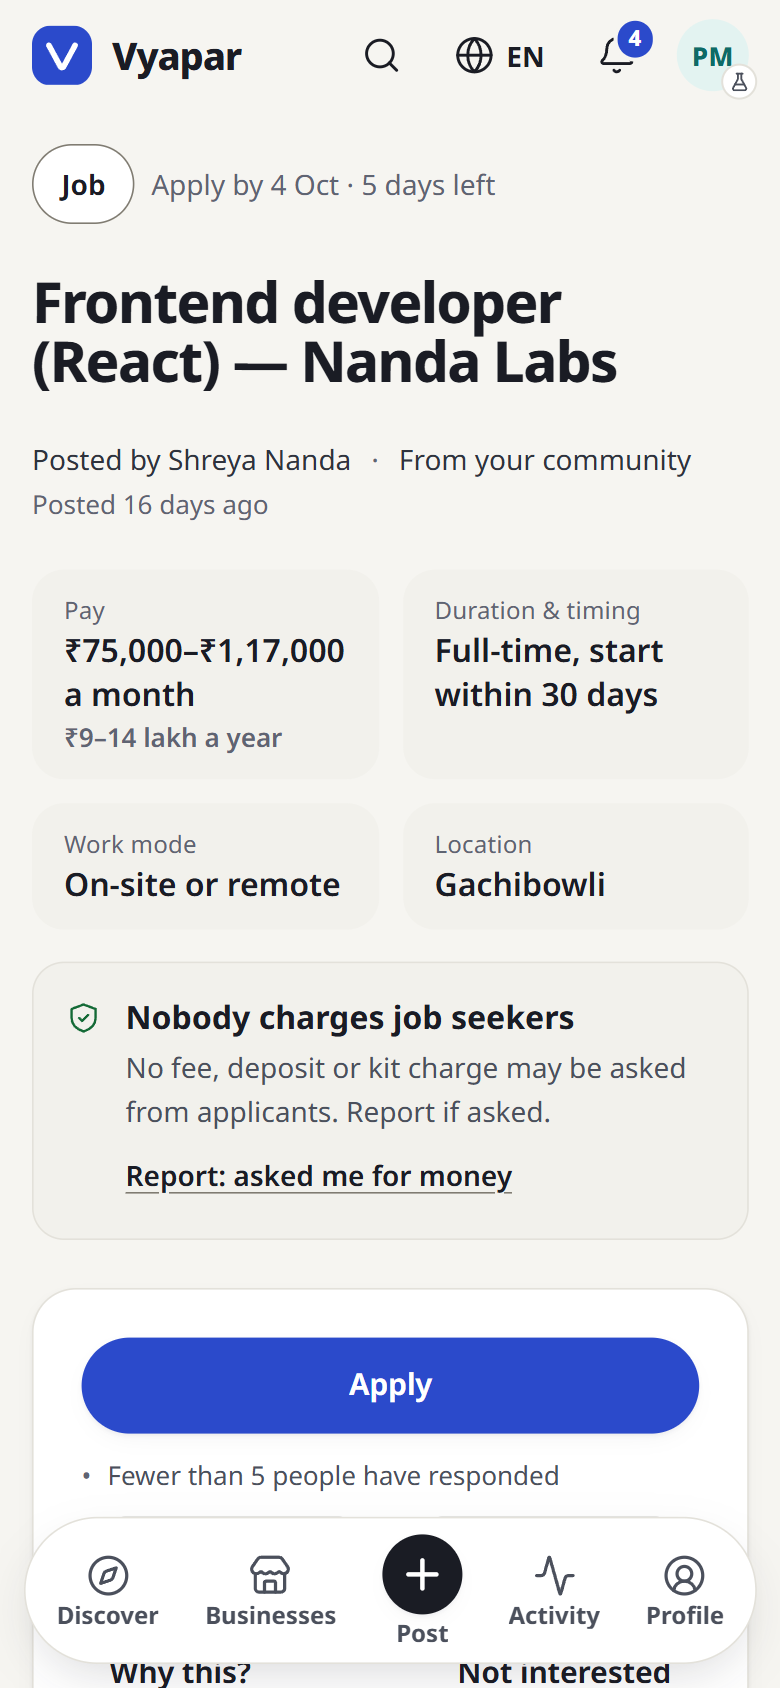 Vyapar
EN
4
PM
Job
Apply by 4 Oct · 5 days left
Frontend developer
(React) — Nanda Labs
Posted by Shreya Nanda · From your community
Posted 16 days ago
Pay
₹75,000–₹1,17,000
a month
₹9–14 lakh a year
Duration & timing
Full-time, start
within 30 days
Work mode
On-site or remote
Location
Gachibowli
Nobody charges job seekers
No fee, deposit or kit charge may be asked
from applicants. Report if asked.
Report: asked me for money
Apply
• Fewer than 5 people have responded
Discover
Businesses
Post
Activity
Profile
Why this?
Not interested